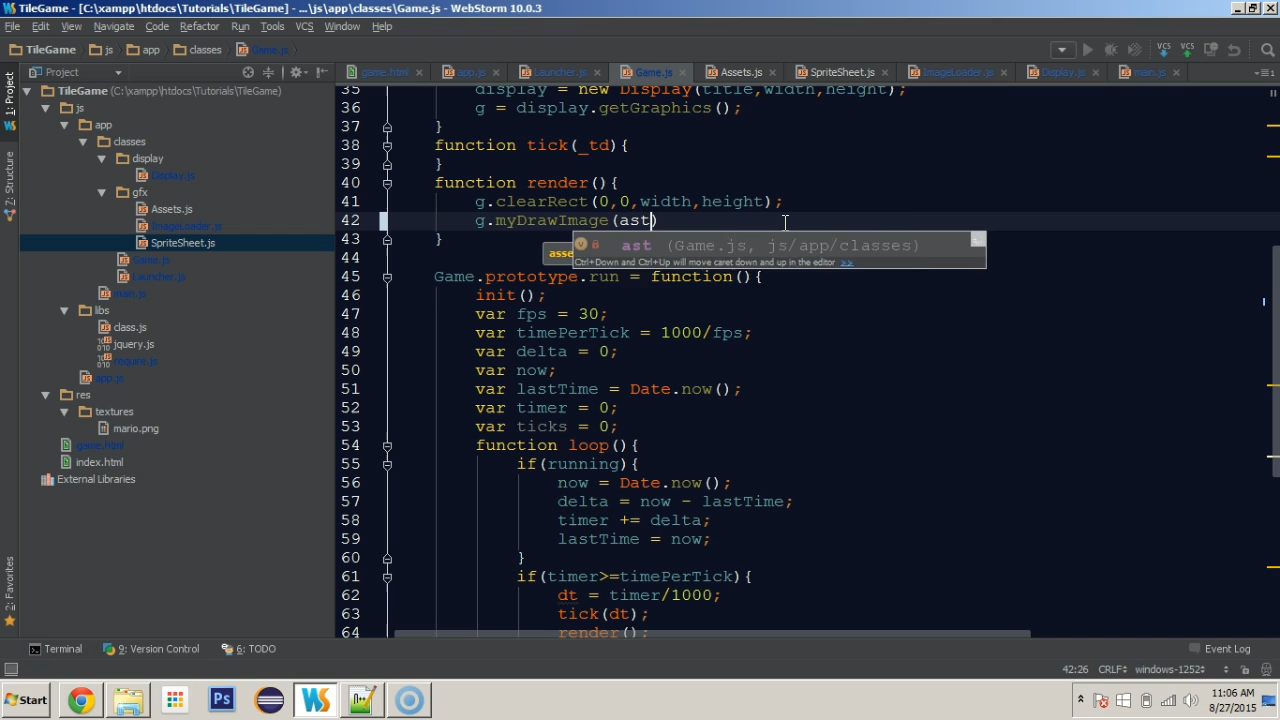 TileGame - [C:\xampp\htdocs\Tutorials\TileGame] - ...\js\app\classes\Game.js - WebStorm 10.0.3
File Edit View Navigate Code Refactor Run Tools VCS Window Help
TileGame js app classes Game.js
Project
game.html app.js Launcher.js Game.js Assets.js SpriteSheet.js ImageLoader.js Display.js main.js
1: Project
Structure
2: Favorites
TileGame (C:\xampp\htdocs\Tutorials\TileGame)
js
app
classes
display
Display.js
gfx
Assets.js
ImageLoader.js
SpriteSheet.js
Game.js
Launcher.js
main.js
libs
class.js
jquery.js
require.js
app.js
res
textures
mario.png
game.html
index.html
External Libraries
35 display = new Display(title,width,height);
36 g = display.getGraphics();
37 }
38 function tick(_td){
39 }
40 function render(){
41 g.clearRect(0,0,width,height);
42 g.myDrawImage(ast)
43 }
ast (Game.js, js/app/classes)
asse
Ctrl+Down and Ctrl+Up will move caret down and up in the editor >>
44
45 Game.prototype.run = function(){
46 init();
47 var fps = 30;
48 var timePerTick = 1000/fps;
49 var delta = 0;
50 var now;
51 var lastTime = Date.now();
52 var timer = 0;
53 var ticks = 0;
54 function loop(){
55 if(running){
56 now = Date.now();
57 delta = now - lastTime;
58 timer += delta;
59 lastTime = now;
60 }
61 if(timer>=timePerTick){
62 dt = timer/1000;
63 tick(dt);
64 render();
Terminal 9: Version Control 6: TODO Event Log
42:26 CRLF÷ windows-1252÷
Start Ps WS 11:06 AM
8/27/2015